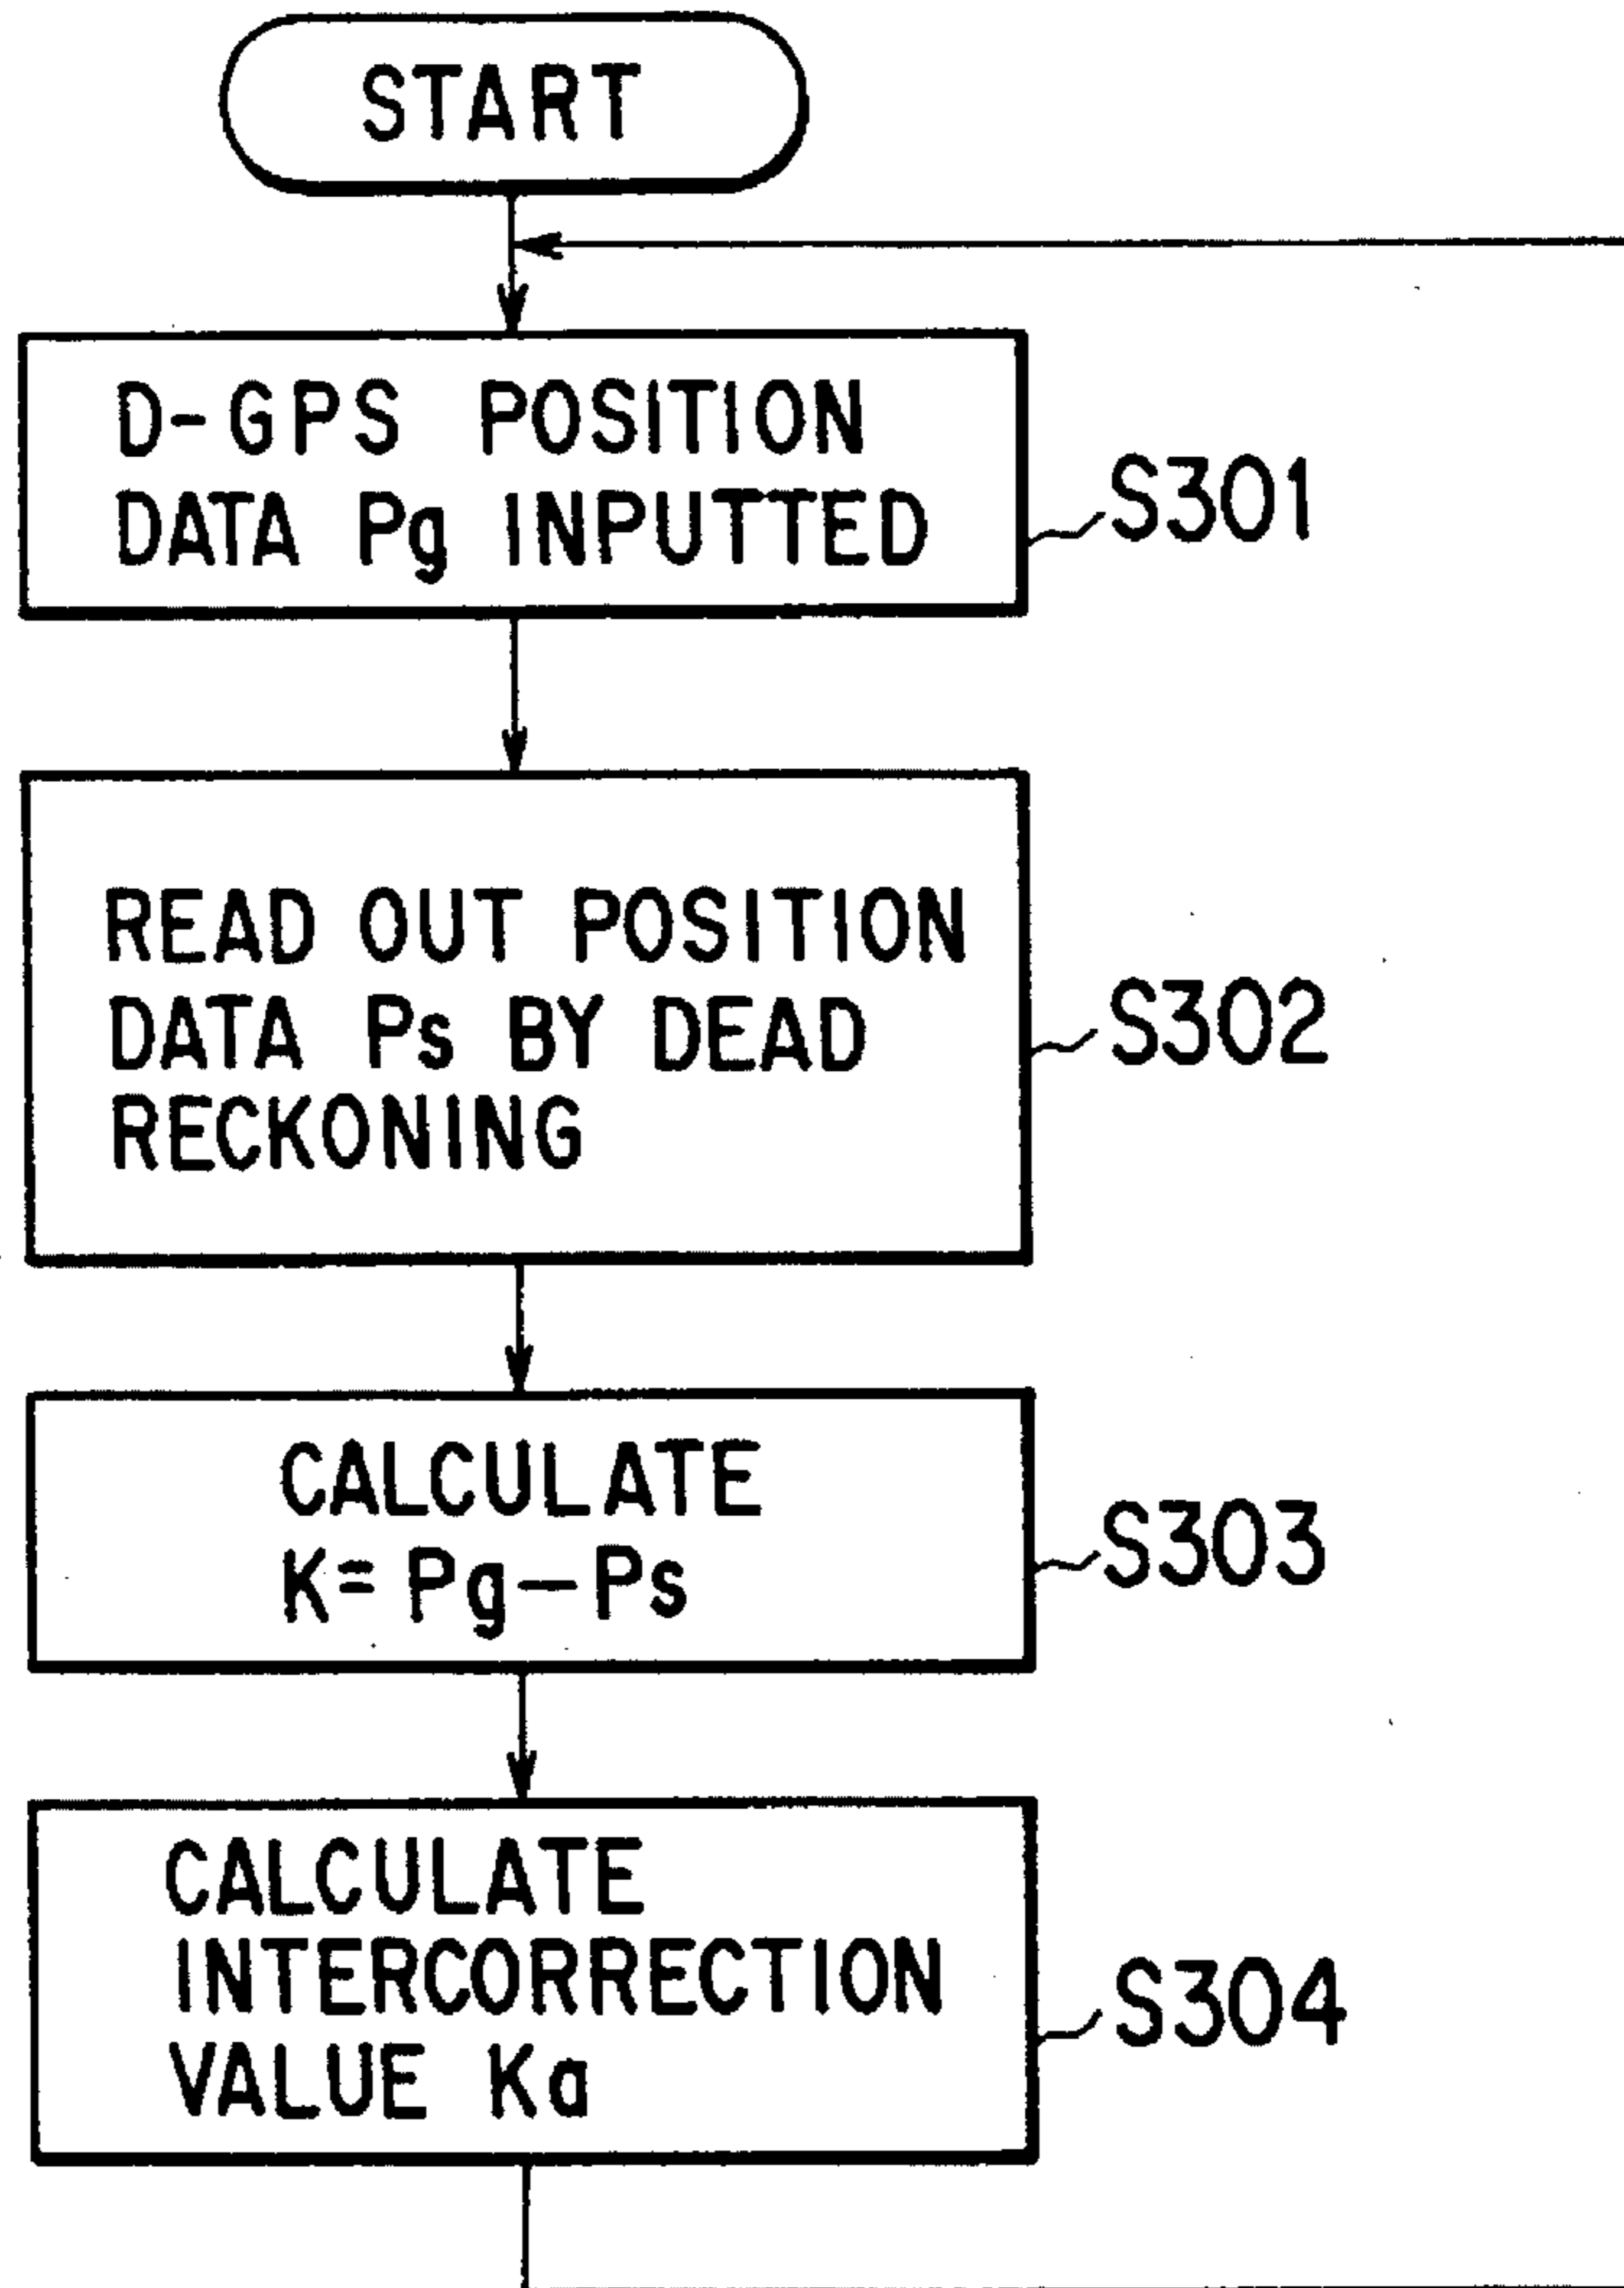 START
D-GPS POSITION
DATA Pg INPUTTED
S301
READ OUT POSITION
DATA Ps BY DEAD
RECKONING
S302
CALCULATE
K=Pg-Ps
S303
CALCULATE
INTERCORRECTION
VALUE Ka
S304